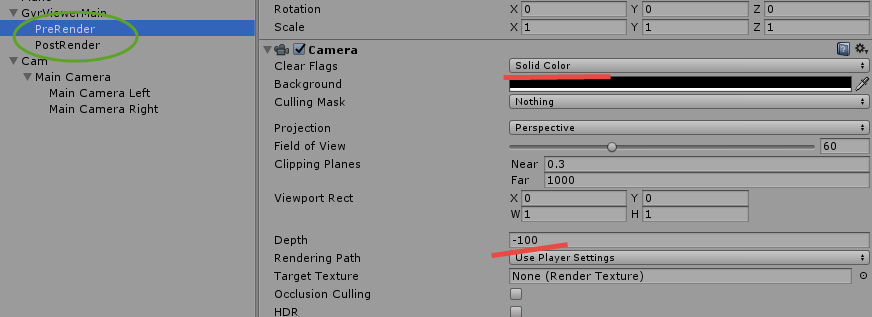 GvrViewerMain
PreRender
PostRender
Cam
Main Camera
Main Camera Left
Main Camera Right
Rotation X 0 Y 0 Z 0
Scale X 1 Y 1 Z 1
Camera
Clear Flags Solid Color
Background
Culling Mask Nothing
Projection Perspective
Field of View 60
Clipping Planes Near 0.3
Far 1000
Viewport Rect X 0 Y 0
W 1 H 1
Depth -100
Rendering Path Use Player Settings
Target Texture None (Render Texture)
Occlusion Culling
HDR